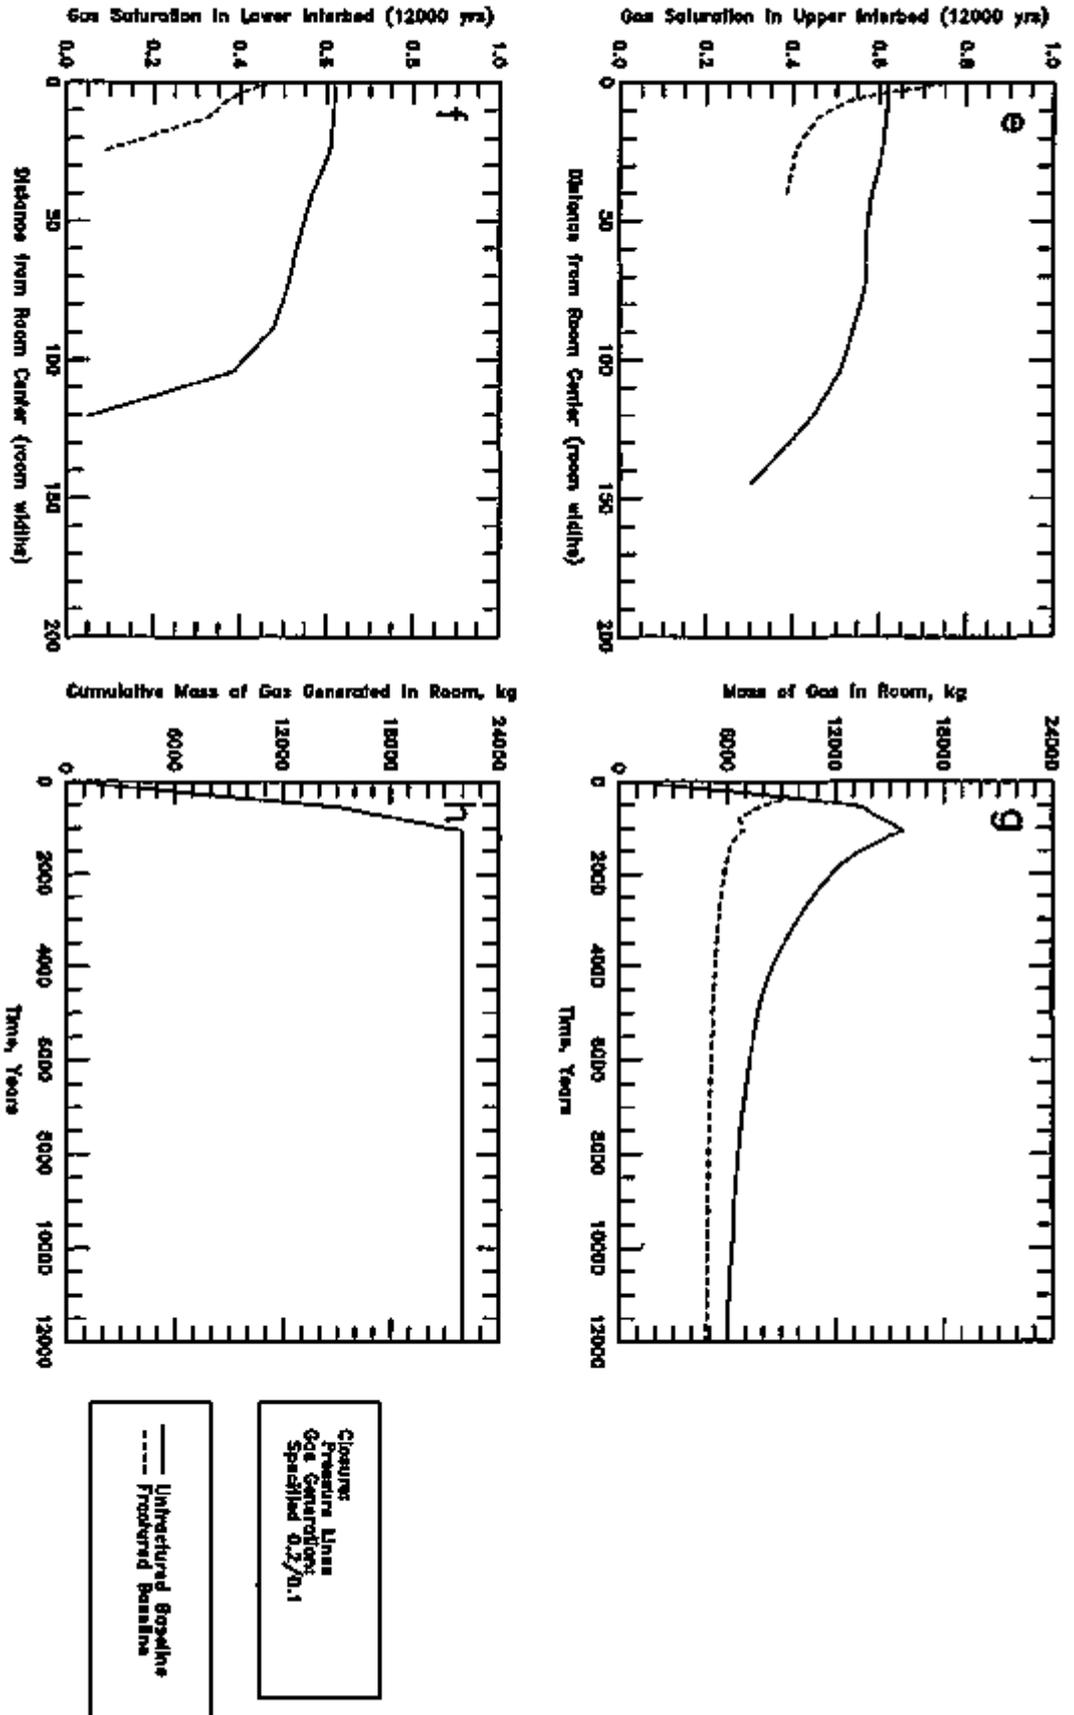 Gas Saturation in Upper Interbed (12000 yrs)
1.0
0.8
0.6
0.4
0.2
0.0
e
0
50
100
150
200
Distance from Room Center (room widths)
Mass of Gas in Room, kg
24000
18000
12000
6000
0
g
0
2000
4000
6000
8000
10000
12000
Time, Years
Gas Saturation in Lower Interbed (12000 yrs)
1.0
0.8
0.6
0.4
0.2
0.0
f
0
50
100
150
200
Distance from Room Center (room widths)
Cumulative Mass of Gas Generated in Room, kg
24000
18000
12000
6000
0
h
0
2000
4000
6000
8000
10000
12000
Time, Years
Closure:
Pressure Lines
Gas Generation:
Specified 0.2/0.1
Unfractured Baseline
Fractured Baseline